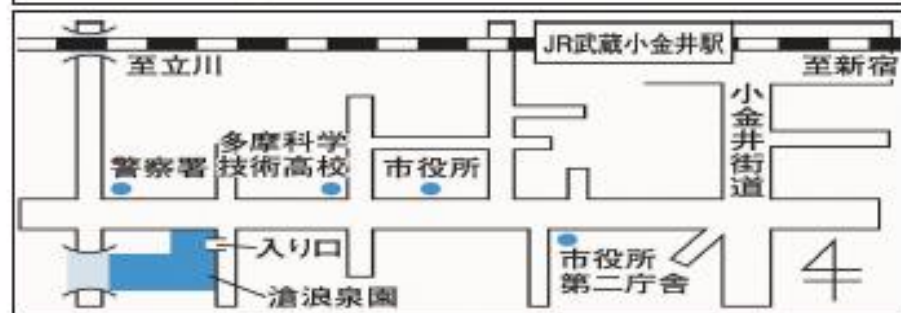 JR武蔵小金井駅
至立川
至新宿
小金井街道
多摩科学
技術高校
警察署
市役所
入り口
市役所
第二庁舎
滄浪泉園